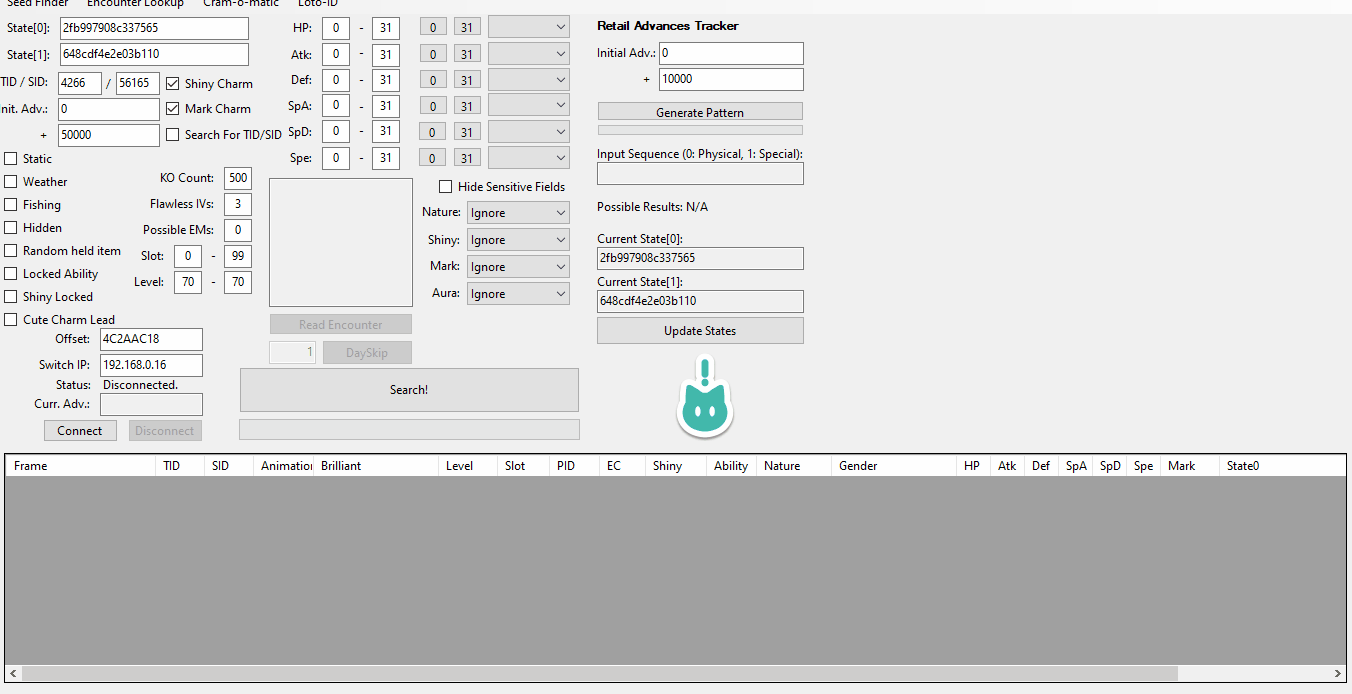 Seed Finder Encounter Lookup Cram-o-matic Loto-ID
State[0]: 2fb997908c337565
State[1]: 648cdf4e2e03b110
TID / SID: 4266 / 56165 Shiny Charm
Init. Adv.: 0 Mark Charm
+ 50000 Search For TID/SID
HP: 0 - 31 0 31
Atk: 0 - 31 0 31
Def: 0 - 31 0 31
SpA: 0 - 31 0 31
SpD: 0 - 31 0 31
Spe: 0 - 31 0 31
Static
Weather
Fishing
Hidden
Random held item
Locked Ability
Shiny Locked
Cute Charm Lead
KO Count: 500
Flawless IVs: 3
Possible EMs: 0
Slot: 0 - 99
Level: 70 - 70
Offset: 4C2AAC18
Switch IP: 192.168.0.16
Status: Disconnected.
Curr. Adv.:
Connect Disconnect
Read Encounter
1 DaySkip
Search!
Hide Sensitive Fields
Nature: Ignore
Shiny: Ignore
Mark: Ignore
Aura: Ignore
Retail Advances Tracker
Initial Adv.: 0
+ 10000
Generate Pattern
Input Sequence (0: Physical, 1: Special):
Possible Results: N/A
Current State[0]:
2fb997908c337565
Current State[1]:
648cdf4e2e03b110
Update States
Frame TID SID Animation Brilliant Level Slot PID EC Shiny Ability Nature Gender HP Atk Def SpA SpD Spe Mark State0